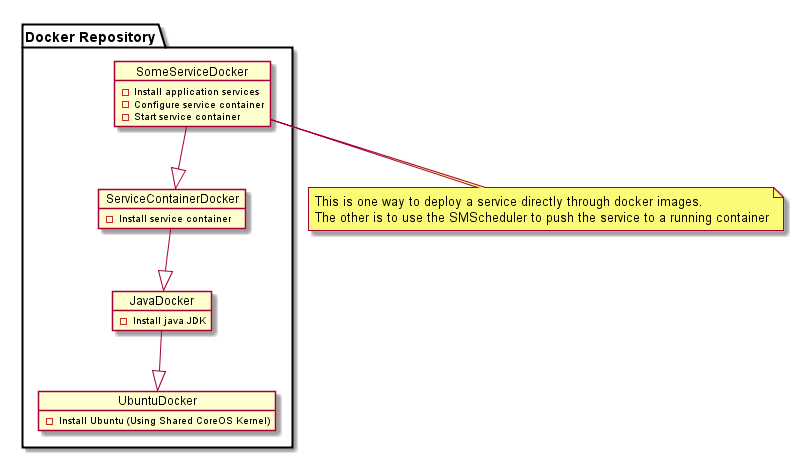 Docker Repository
SomeServiceDocker
Install application services
Configure service container
Start service container
ServiceContainerDocker
Install service container
This is one way to deploy a service directly through docker images.
The other is to use the SMScheduler to push the service to a running container
JavaDocker
Install java JDK
UbuntuDocker
Install Ubuntu (Using Shared CoreOS Kernel)